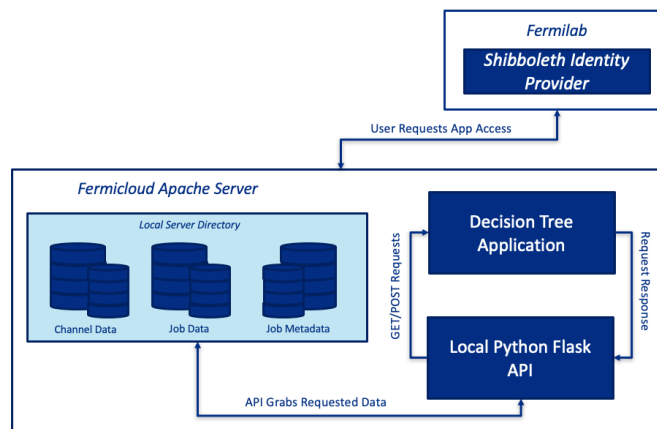 Fermilab
Shibboleth Identity
Provider
User Requests App Access
Fermicloud Apache Server
Local Server Directory
Channel Data
Job Data
Job Metadata
GET/POST Requests
Decision Tree
Application
Request Response
Local Python Flask
API
API Grabs Requested Data